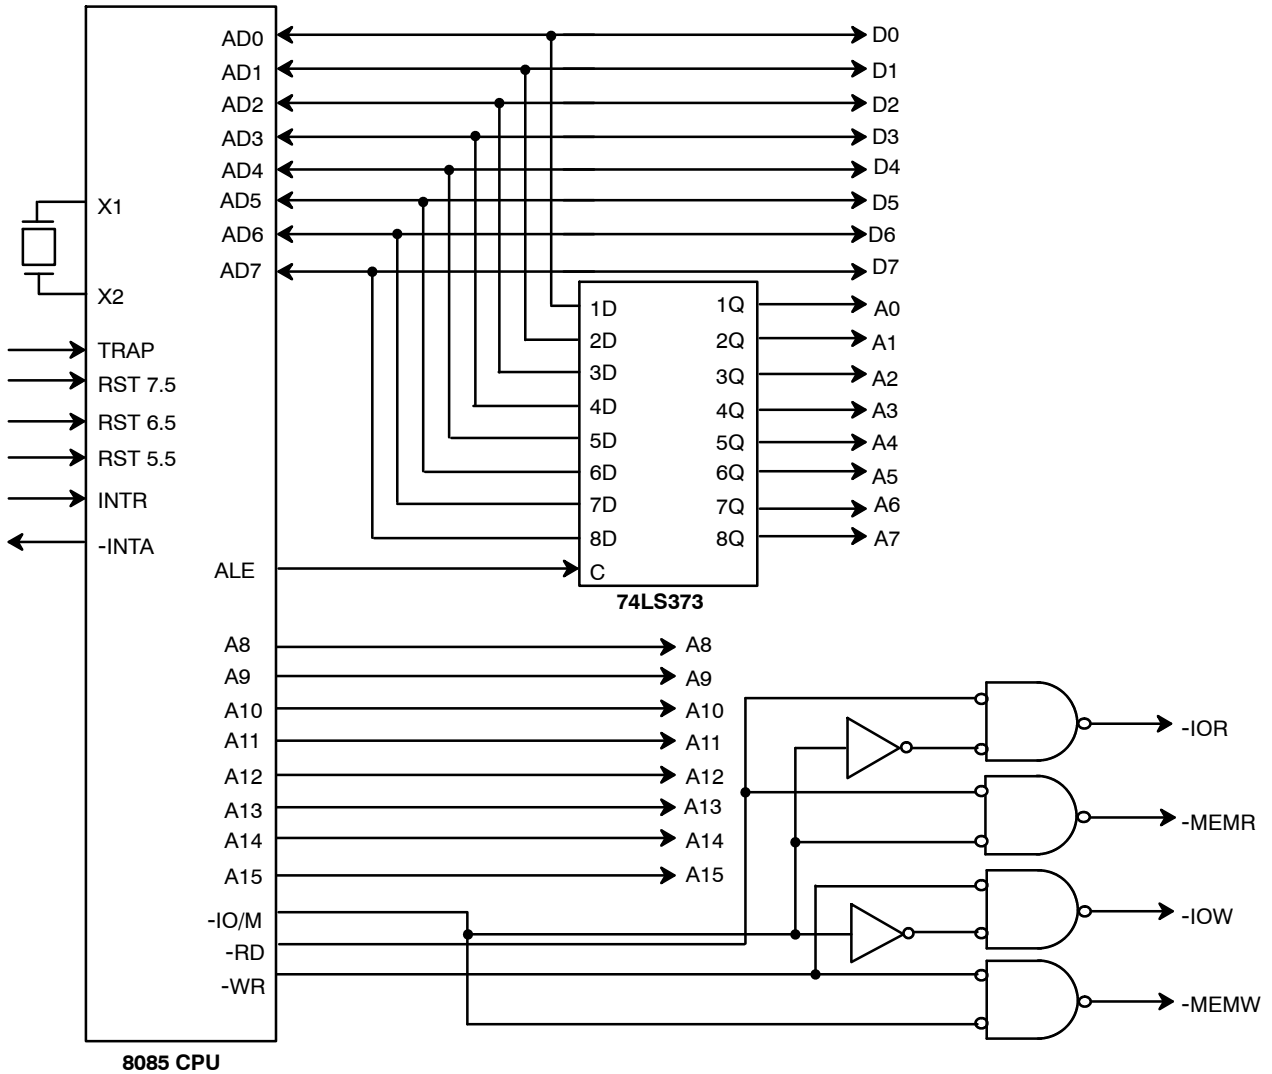 AD0
AD1
AD2
AD3
AD4
AD5
AD6
AD7
D0
D1
D2
D3
D4
D5
D6
D7
X1
X2
TRAP
RST 7.5
RST 6.5
RST 5.5
INTR
-INTA
1D
2D
3D
4D
5D
6D
7D
8D
C
1Q
2Q
3Q
4Q
5Q
6Q
7Q
8Q
A0
A1
A2
A3
A4
A5
A6
A7
ALE
74LS373
A8
A9
A10
A11
A12
A13
A14
A15
-IO/M
-RD
-WR
A8
A9
A10
A11
A12
A13
A14
A15
-IOR
-MEMR
-IOW
-MEMW
8085 CPU